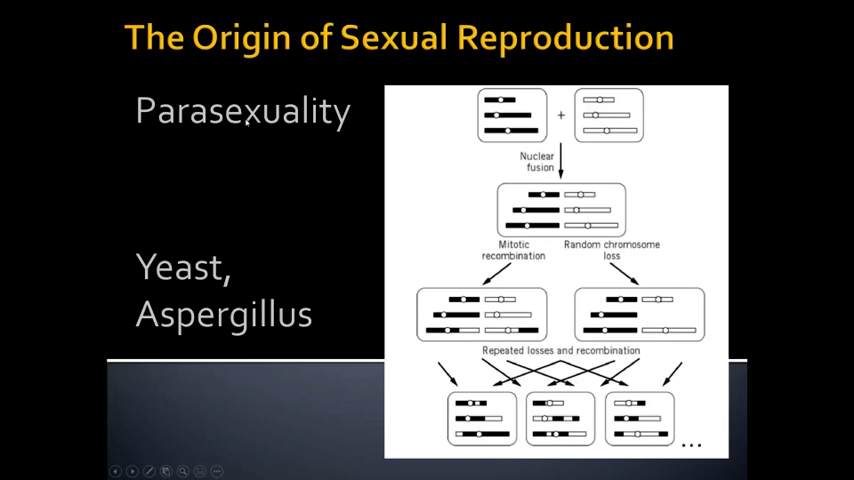 The Origin of Sexual Reproduction
Parasexuality
Yeast,
Aspergillus
+
Nuclear
fusion
Mitotic
recombination
Random chromosome
loss
Repeated losses and recombination
...